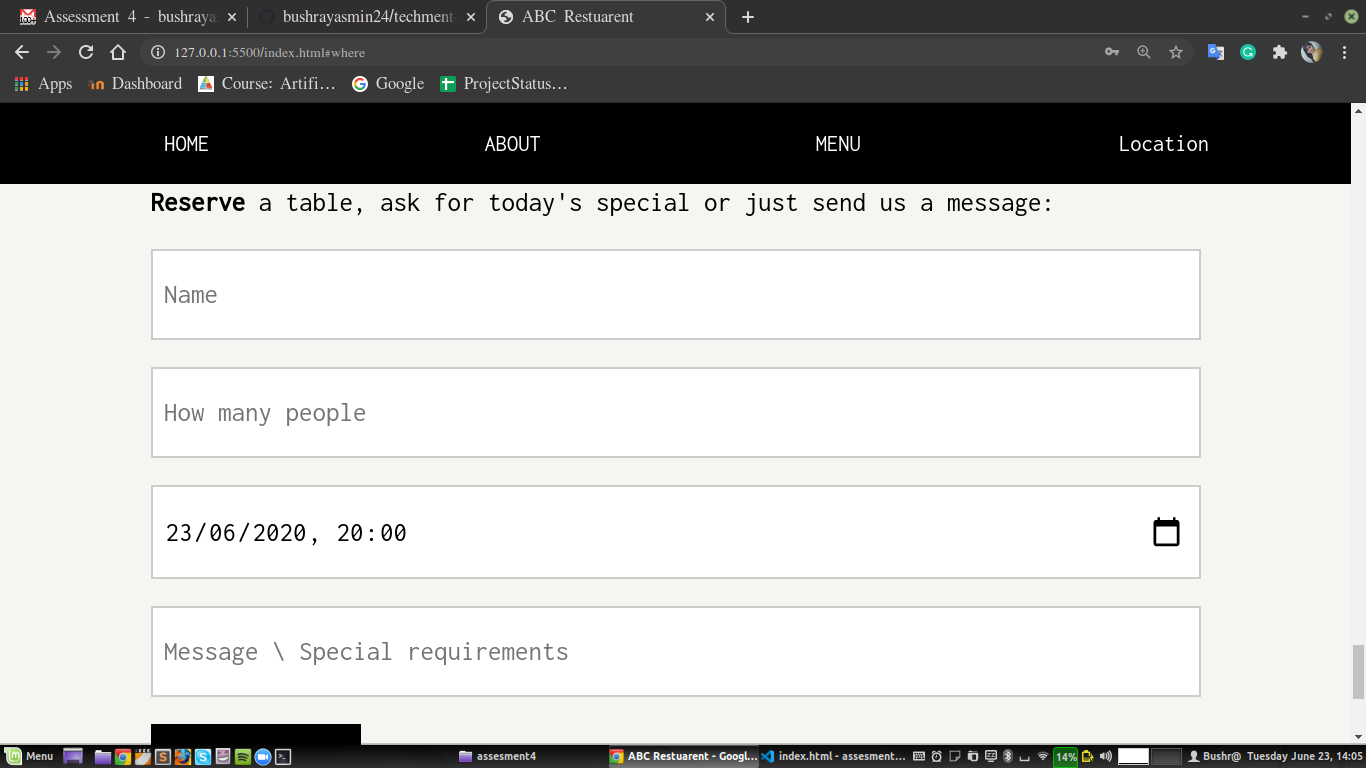 Assessment 4 - bushraya
bushrayasmin24/techment
ABC Restuarent
127.0.0.1:5500/index.html#where
Apps
Dashboard
Course: Artifi...
Google
ProjectStatus...
HOME ABOUT MENU Location
Reserve a table, ask for today's special or just send us a message:
Name
How many people
23/06/2020, 20:00
Message \ Special requirements
Menu
assesment4
ABC Restuarent - Googl...
index.html - assesment...
14%
Bushr@
Tuesday June 23, 14:05